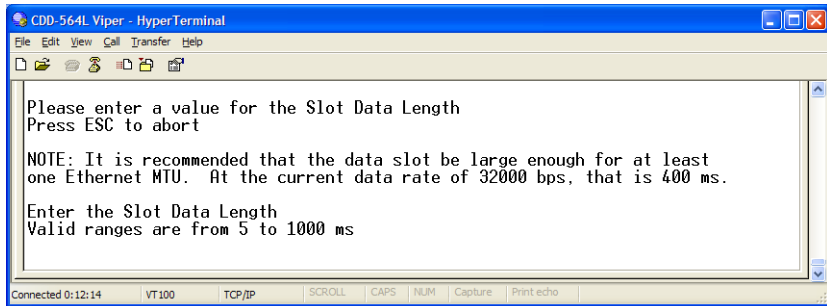 CDD-564L Viper - HyperTerminal
File Edit View Call Transfer Help
Please enter a value for the Slot Data Length
Press ESC to abort
NOTE: It is recommended that the data slot be large enough for at least
one Ethernet MTU. At the current data rate of 32000 bps, that is 400 ms.
Enter the Slot Data Length
Valid ranges are from 5 to 1000 ms
Connected 0:12:14 VT100 TCP/IP SCROLL CAPS NUM Capture Print echo